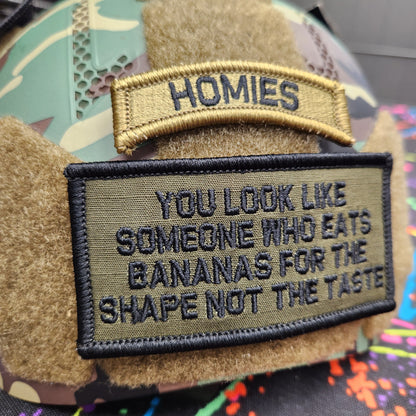 HOMIES
YOU LOOK LIKE
SOMEONE WHO EATS
BANANAS FOR THE
SHAPE NOT THE TASTE